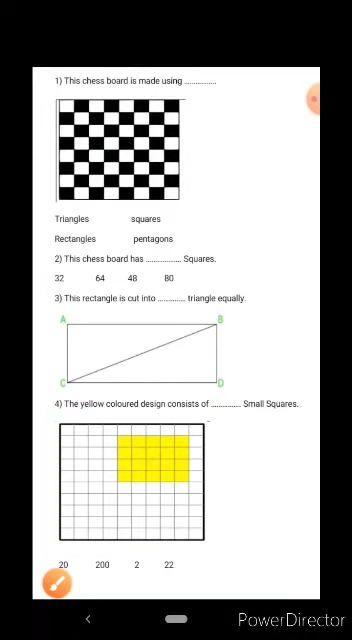 1) This chess board is made using ...............
Triangles squares
Rectangles pentagons
2) This chess board has ................. Squares.
32 64 48 80
3) This rectangle is cut into ............. triangle equally.
A B
C D
4) The yellow coloured design consists of .............. Small Squares.
20 200 2 22
PowerDirector